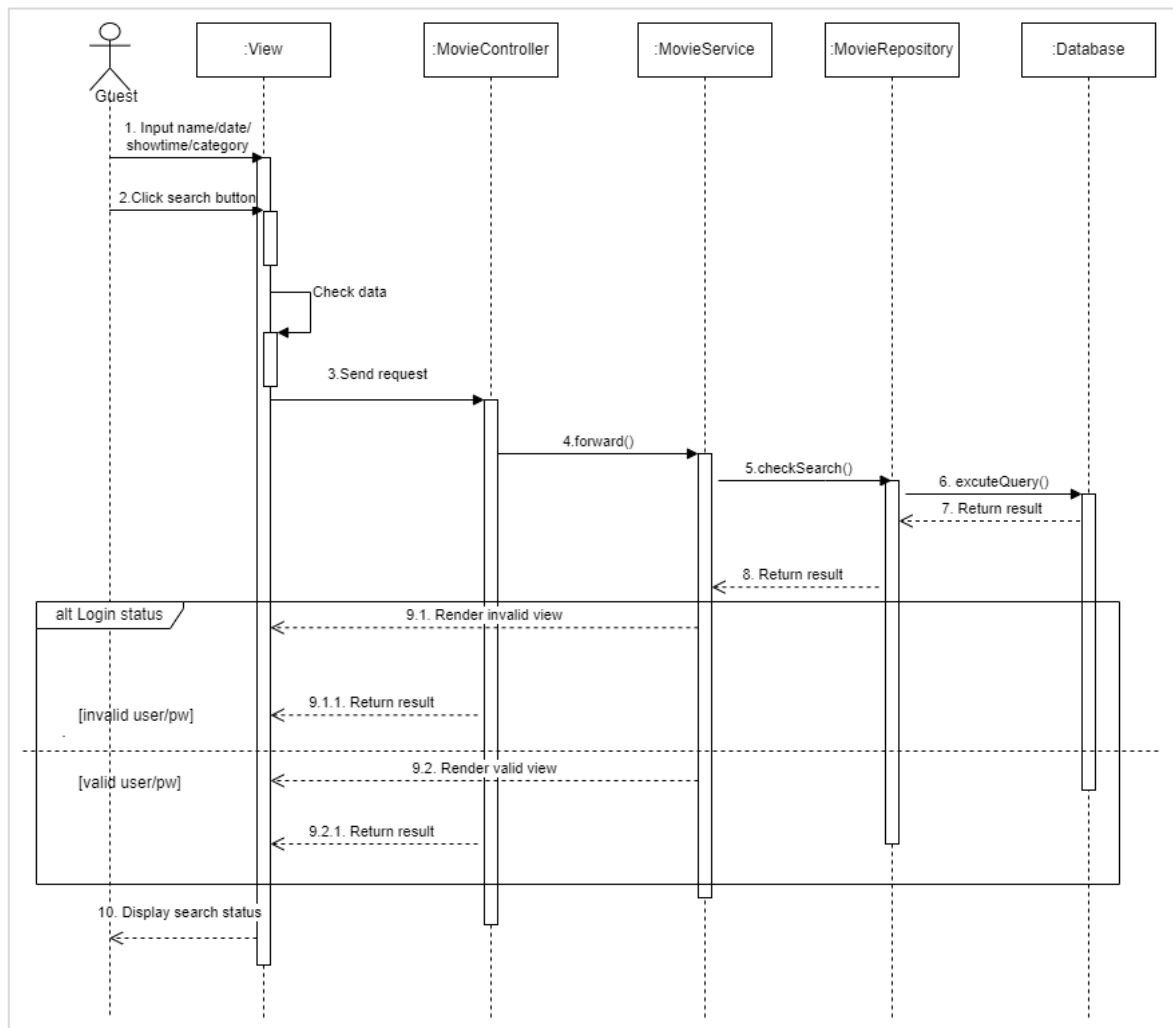 :View
:MovieController
:MovieService
:MovieRepository
:Database
Guest
1. Input name/date/
showtime/category
2.Click search button
Check data
3.Send request
4.forward()
5.checkSearch()
6. excuteQuery()
7. Return result
8. Return result
alt Login status
9.1. Render invalid view
9.1.1. Return result
[invalid user/pw]
9.2. Render valid view
[valid user/pw]
9.2.1. Return result
10. Display search status